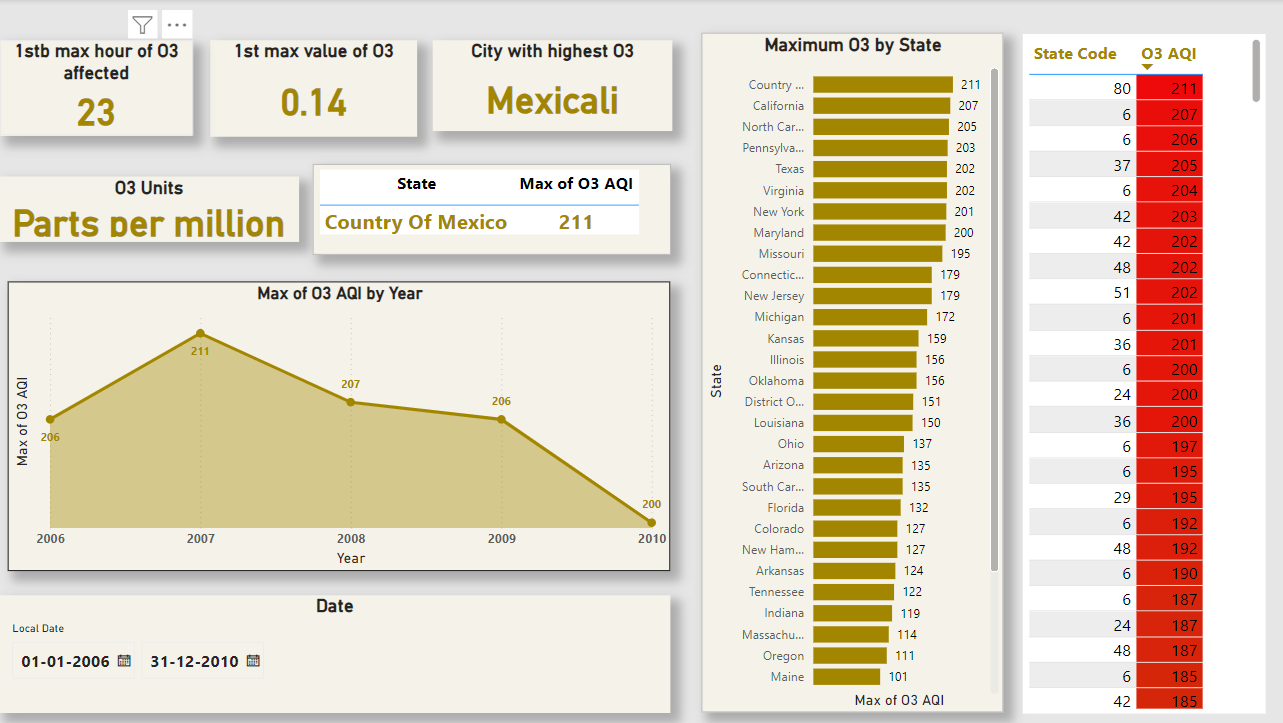 1stb max hour of O3
affected
23
1st max value of O3
0.14
City with highest O3
Mexicali
O3 Units
Parts per million
State Max of O3 AQI
Country Of Mexico 211
Max of O3 AQI by Year
Max of O3 AQI
206
211
207
206
200
2006 2007 2008 2009 2010
Year
Date
Local Date
01-01-2006 31-12-2010
Maximum O3 by State
State
Country ... 211
California 207
North Car... 205
Pennsylva... 203
Texas 202
Virginia 202
New York 201
Maryland 200
Missouri 195
Connectic... 179
New Jersey 179
Michigan 172
Kansas 159
Illinois 156
Oklahoma 156
District O... 151
Louisiana 150
Ohio 137
Arizona 135
South Car... 135
Florida 132
Colorado 127
New Ham... 127
Arkansas 124
Tennessee 122
Indiana 119
Massachu... 114
Oregon 111
Maine 101
Max of O3 AQI
State Code O3 AQI
80 211
6 207
6 206
37 205
6 204
42 203
42 202
48 202
51 202
6 201
36 201
6 200
24 200
36 200
6 197
6 195
29 195
6 192
48 192
6 190
6 187
24 187
48 187
6 185
42 185